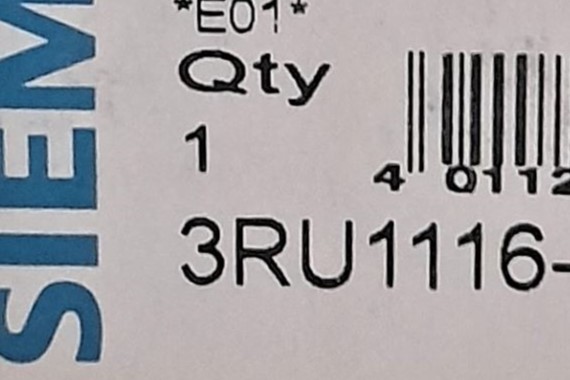 *E01*
Qty
1
4 0112
3RU1116-
SIEM